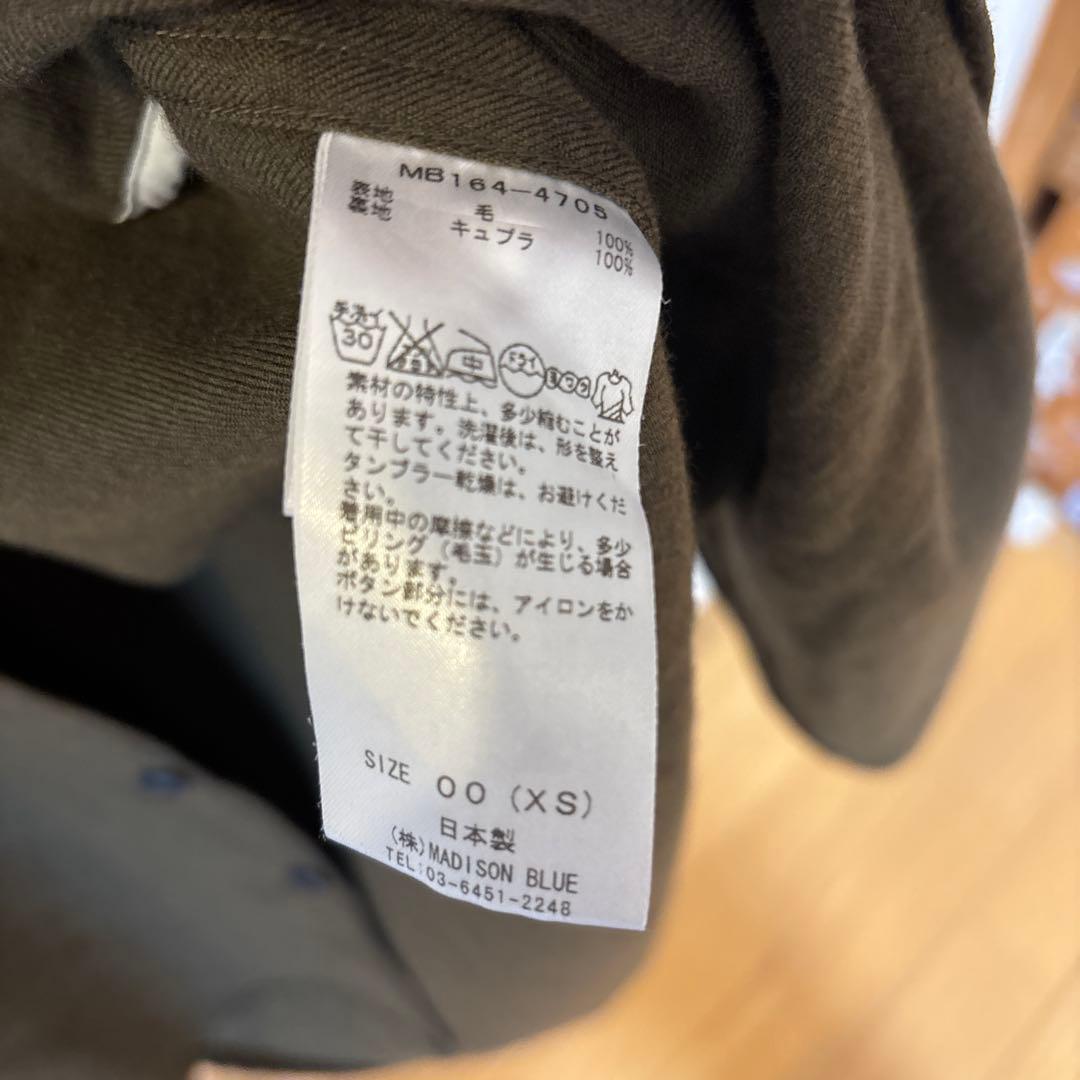 MB164-4705
表地 毛 100%
裏地 キュプラ 100%
手洗イ
30
中
ドライ
素材の特性上、多少縮むことが
あります。洗濯後は、形を整え
て干してください。
タンブラー乾燥は、お避けくだ
さい。
着用中の摩擦などにより、多少
ピリング（毛玉）が生じる場合
があります。
ボタン部分には、アイロンをか
けないでください。
SIZE 00 (XS)
日本製
(株)MADISON BLUE
TEL:03-6451-2248